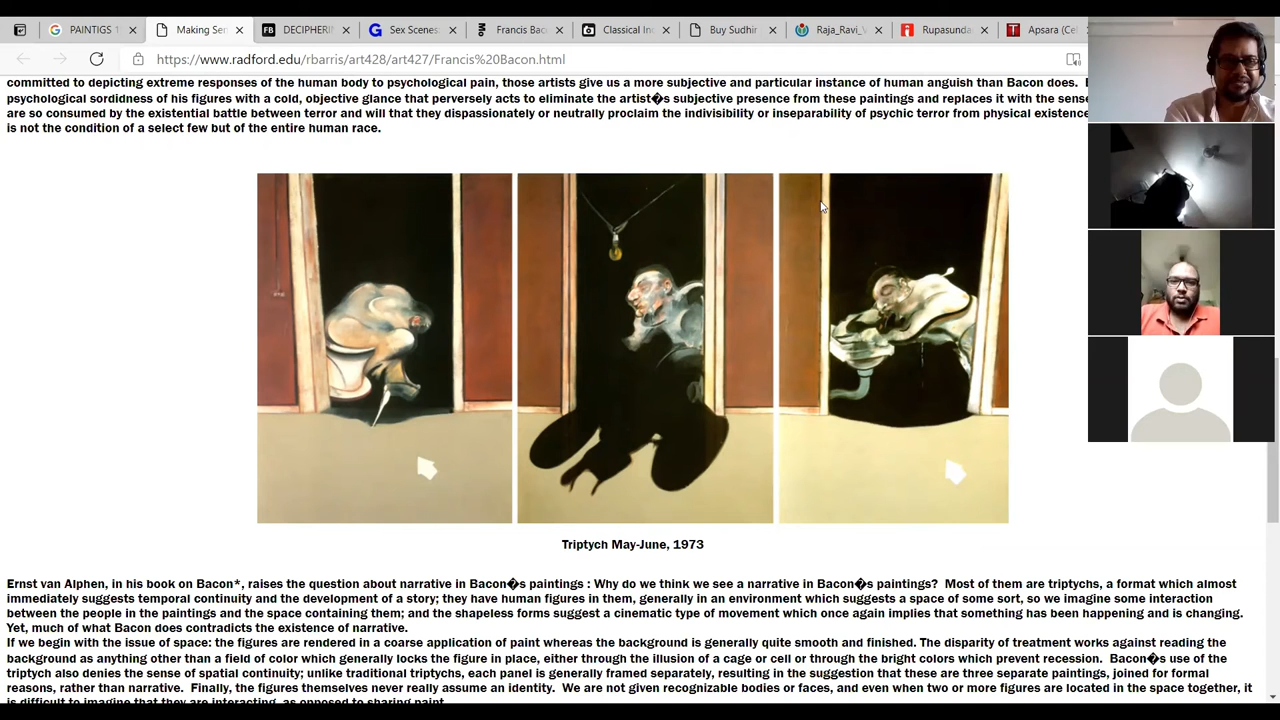 PAINTIGS 1
Making Sen
FB DECIPHERIN
Sex Scenes
Francis Bac
Classical Inc
Buy Sudhir
Raja_Ravi_V
Rupasunda
Apsara (Cel
https://www.radford.edu/rbarris/art428/art427/Francis%20Bacon.html
committed to depicting extreme responses of the human body to psychological pain, those artists give us a more subjective and particular instance of human anguish than Bacon does.
psychological sordidness of his figures with a cold, objective glance that perversely acts to eliminate the artist�s subjective presence from these paintings and replaces it with the sense
are so consumed by the existential battle between terror and will that they dispassionately or neutrally proclaim the indivisibility or inseparability of psychic terror from physical existence
is not the condition of a select few but of the entire human race.
Triptych May-June, 1973
Ernst van Alphen, in his book on Bacon*, raises the question about narrative in Bacon�s paintings : Why do we think we see a narrative in Bacon�s paintings? Most of them are triptychs, a format which almost
immediately suggests temporal continuity and the development of a story; they have human figures in them, generally in an environment which suggests a space of some sort, so we imagine some interaction
between the people in the paintings and the space containing them; and the shapeless forms suggest a cinematic type of movement which once again implies that something has been happening and is changing.
Yet, much of what Bacon does contradicts the existence of narrative.
If we begin with the issue of space: the figures are rendered in a coarse application of paint whereas the background is generally quite smooth and finished. The disparity of treatment works against reading the
background as anything other than a field of color which generally locks the figure in place, either through the illusion of a cage or cell or through the bright colors which prevent recession. Bacon�s use of the
triptych also denies the sense of spatial continuity; unlike traditional triptychs, each panel is generally framed separately, resulting in the suggestion that these are three separate paintings, joined for formal
reasons, rather than narrative. Finally, the figures themselves never really assume an identity. We are not given recognizable bodies or faces, and even when two or more figures are located in the space together, it
is difficult to imagine that they are interacting, as opposed to sharing paint